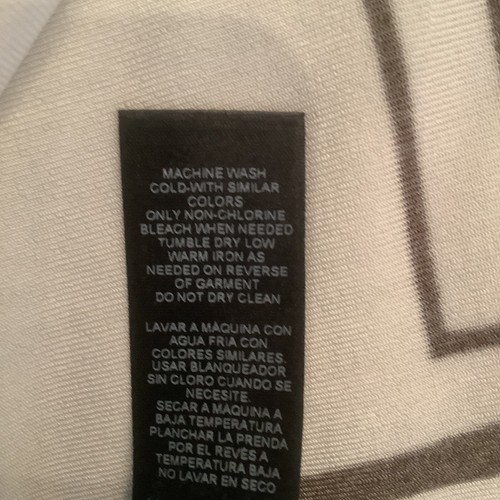 MACHINE WASH
COLD-WITH SIMILAR
COLORS
ONLY NON-CHLORINE
BLEACH WHEN NEEDED
TUMBLE DRY LOW
WARM IRON AS
NEEDED ON REVERSE
OF GARMENT
DO NOT DRY CLEAN
LAVAR A MÁQUINA CON
AGUA FRIA CON
COLORES SIMILARES.
USAR BLANQUEADOR
SIN CLORO CUANDO SE
NECESITE.
SECAR A MÁQUINA A
BAJA TEMPERATURA
PLANCHAR LA PRENDA
POR EL REVÉS A
TEMPERATURA BAJA
NO LAVAR EN SECO